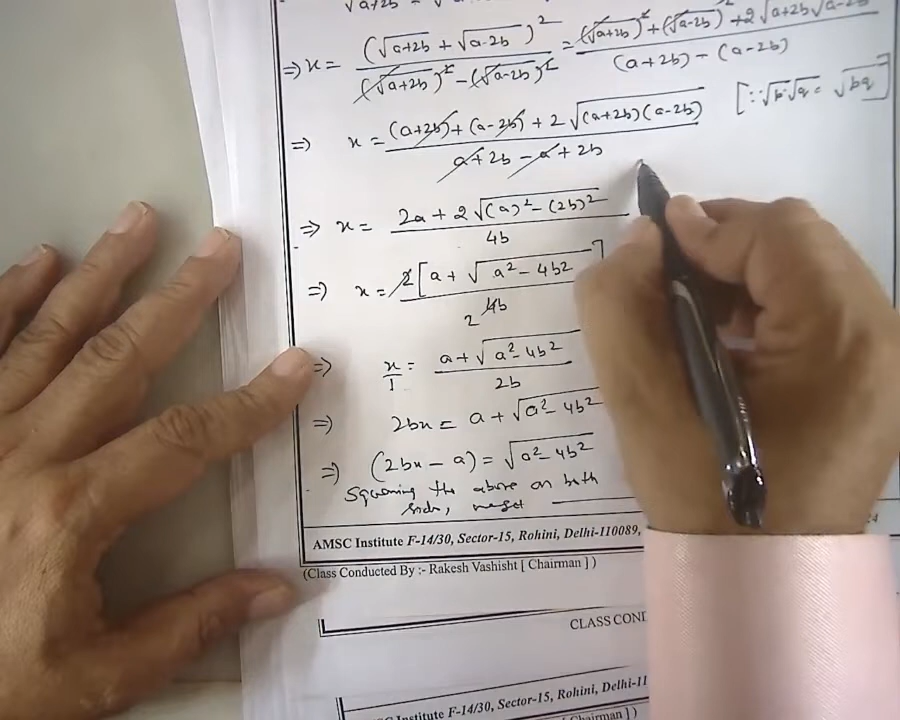 √a+2b -
⇒ x = (√a+2b + √a-2b)² / (√a+2b)² - (√a-2b)² = (√a+2b)² + (√a-2b)² + 2√a+2b √a-2b / (a+2b) - (a-2b)
⇒ x = (a+2b) + (a-2b) + 2√(a+2b)(a-2b) / a+2b - a+2b [∵ √p·√q = √pq]
⇒ x = 2a + 2√(a)² - (2b)² / 4b
⇒ x = 2[a + √a² - 4b²] / 4b 2
⇒ x/1 = a + √a² - 4b² / 2b
⇒ 2bx = a + √a² - 4b²
⇒ (2bx - a) = √a² - 4b²
Squaring the above on both
side, we get
AMSC Institute F-14/30, Sector-15, Rohini, Delhi-110089,
(Class Conducted By :- Rakesh Vashisht [ Chairman ] )
CLASS COND
Institute F-14/30, Sector-15, Rohini, Delhi-11
Chairman ] )